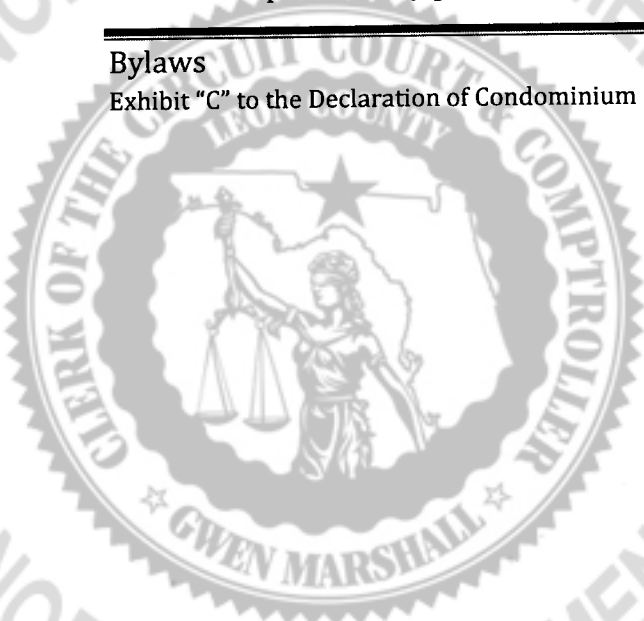 Bylaws
Exhibit "C" to the Declaration of Condominium
CLERK OF THE CIRCUIT COURT & COMPTROLLER
LEON COUNTY
GWEN MARSHALL